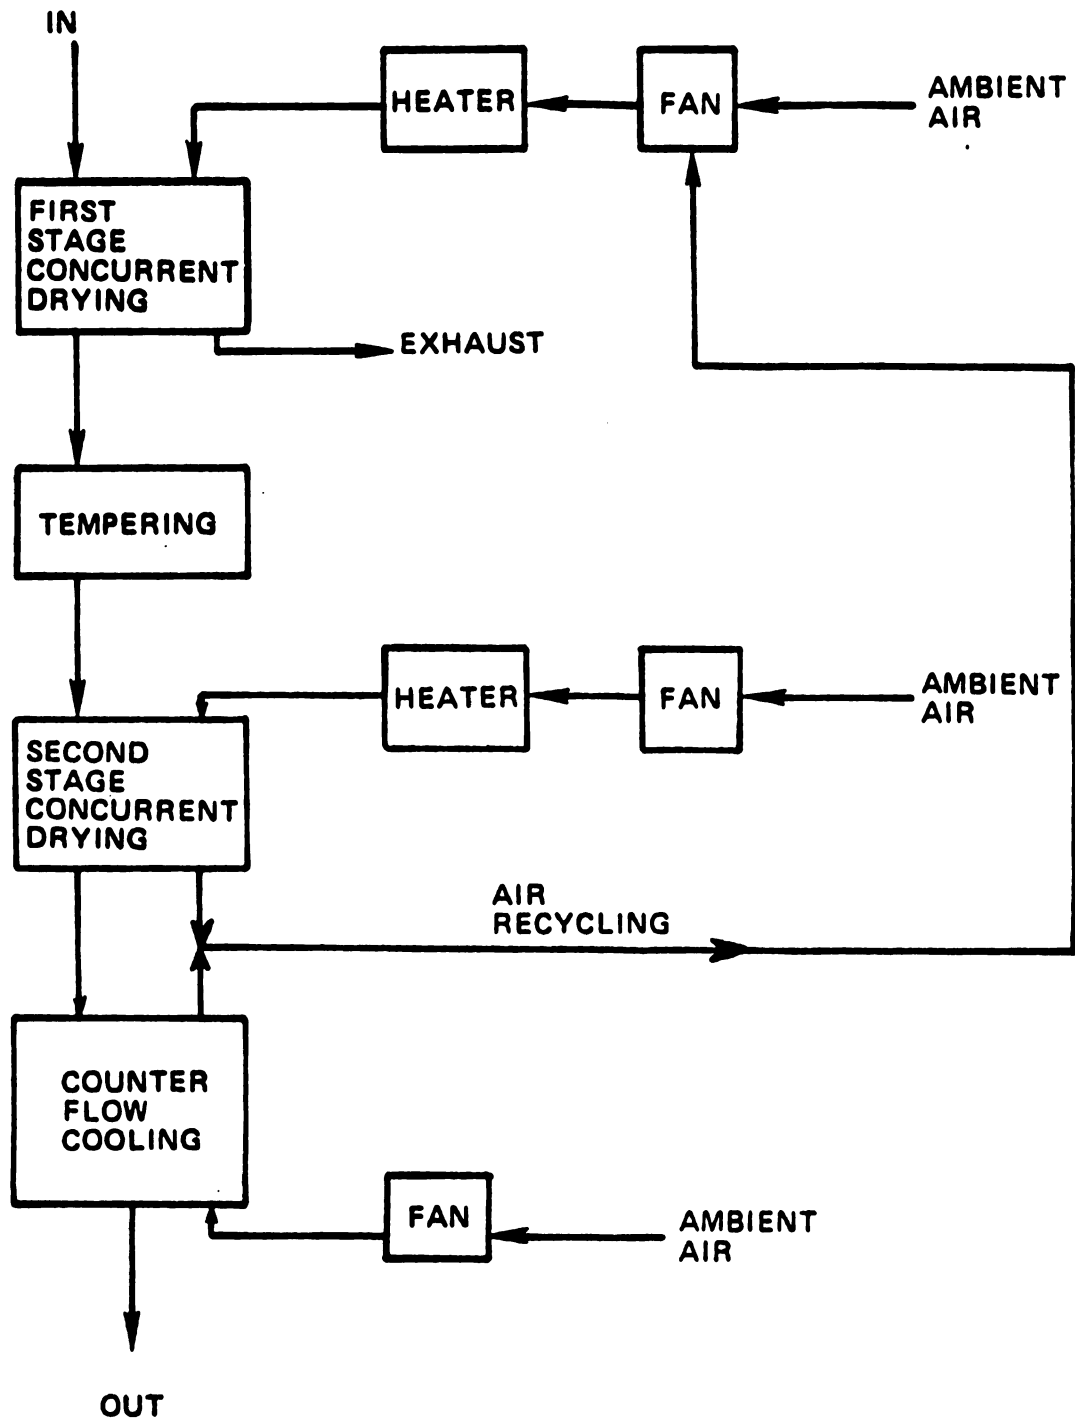 IN
HEATER
FAN
AMBIENT
AIR
FIRST
STAGE
CONCURRENT
DRYING
EXHAUST
TEMPERING
HEATER
FAN
AMBIENT
AIR
SECOND
STAGE
CONCURRENT
DRYING
AIR
RECYCLING
COUNTER
FLOW
COOLING
FAN
AMBIENT
AIR
OUT